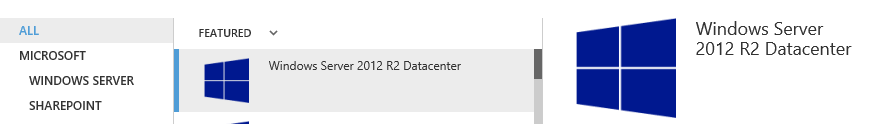 ALL
MICROSOFT
WINDOWS SERVER
SHAREPOINT
FEATURED
Windows Server 2012 R2 Datacenter
Windows Server
2012 R2 Datacenter